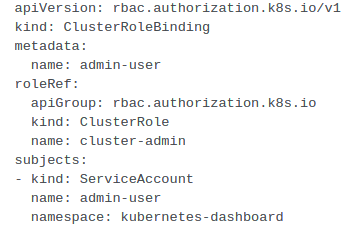 apiVersion: rbac.authorization.k8s.io/v1
kind: ClusterRoleBinding
metadata:
  name: admin-user
roleRef:
  apiGroup: rbac.authorization.k8s.io
  kind: ClusterRole
  name: cluster-admin
subjects:
- kind: ServiceAccount
  name: admin-user
  namespace: kubernetes-dashboard